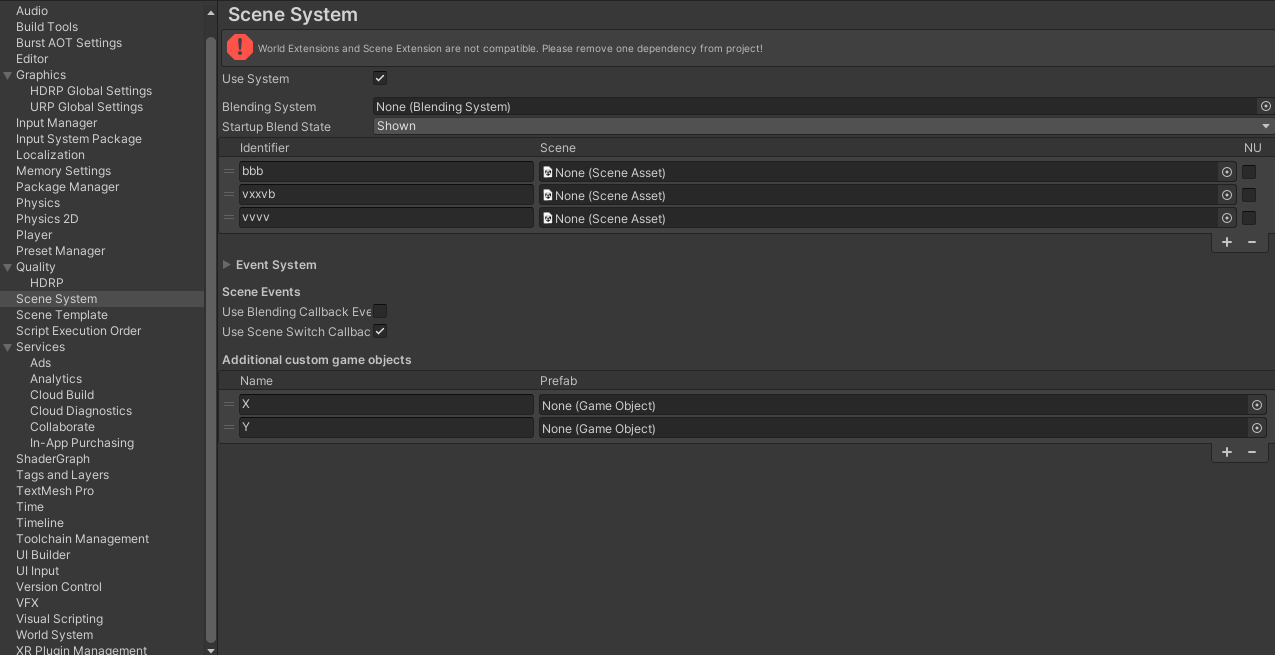 Audio
Build Tools
Burst AOT Settings
Editor
Graphics
HDRP Global Settings
URP Global Settings
Input Manager
Input System Package
Localization
Memory Settings
Package Manager
Physics
Physics 2D
Player
Preset Manager
Quality
HDRP
Scene System
Scene Template
Script Execution Order
Services
Ads
Analytics
Cloud Build
Cloud Diagnostics
Collaborate
In-App Purchasing
ShaderGraph
Tags and Layers
TextMesh Pro
Time
Timeline
Toolchain Management
UI Builder
UI Input
Version Control
VFX
Visual Scripting
World System
XR Plugin Management
Scene System
World Extensions and Scene Extension are not compatible. Please remove one dependency from project!
Use System
Blending System None (Blending System)
Startup Blend State Shown
Identifier Scene NU
bbb None (Scene Asset)
vxxvb None (Scene Asset)
vvvv None (Scene Asset)
+ −
Event System
Scene Events
Use Blending Callback Eve
Use Scene Switch Callbac
Additional custom game objects
Name Prefab
X None (Game Object)
Y None (Game Object)
+ −